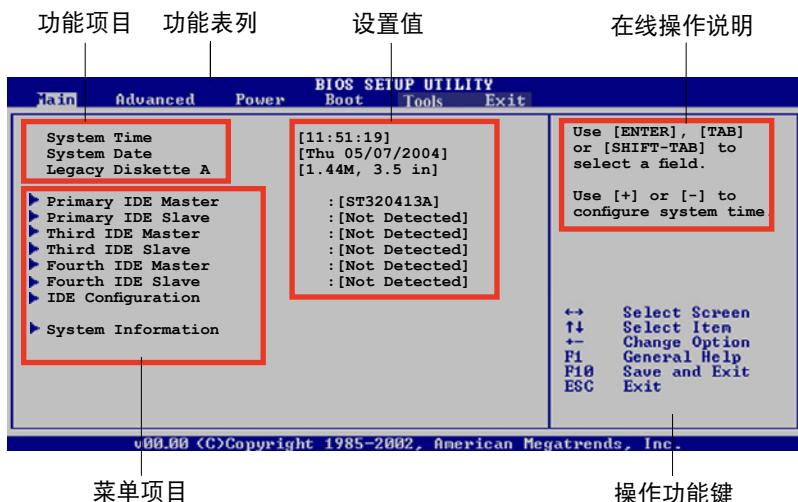 功能项目 功能表列 设置值 在线操作说明
BIOS SETUP UTILITY
Main Advanced Power Boot Tools Exit
System Time [11:51:19]
System Date [Thu 05/07/2004]
Legacy Diskette A [1.44M, 3.5 in]
Primary IDE Master :[ST320413A]
Primary IDE Slave :[Not Detected]
Third IDE Master :[Not Detected]
Third IDE Slave :[Not Detected]
Fourth IDE Master :[Not Detected]
Fourth IDE Slave :[Not Detected]
IDE Configuration
System Information
Use [ENTER], [TAB]
or [SHIFT-TAB] to
select a field.
Use [+] or [-] to
configure system time.
↔ Select Screen
↑↓ Select Item
+- Change Option
F1 General Help
F10 Save and Exit
ESC Exit
v00.00 (C)Copyright 1985-2002, American Megatrends, Inc.
菜单项目 操作功能键